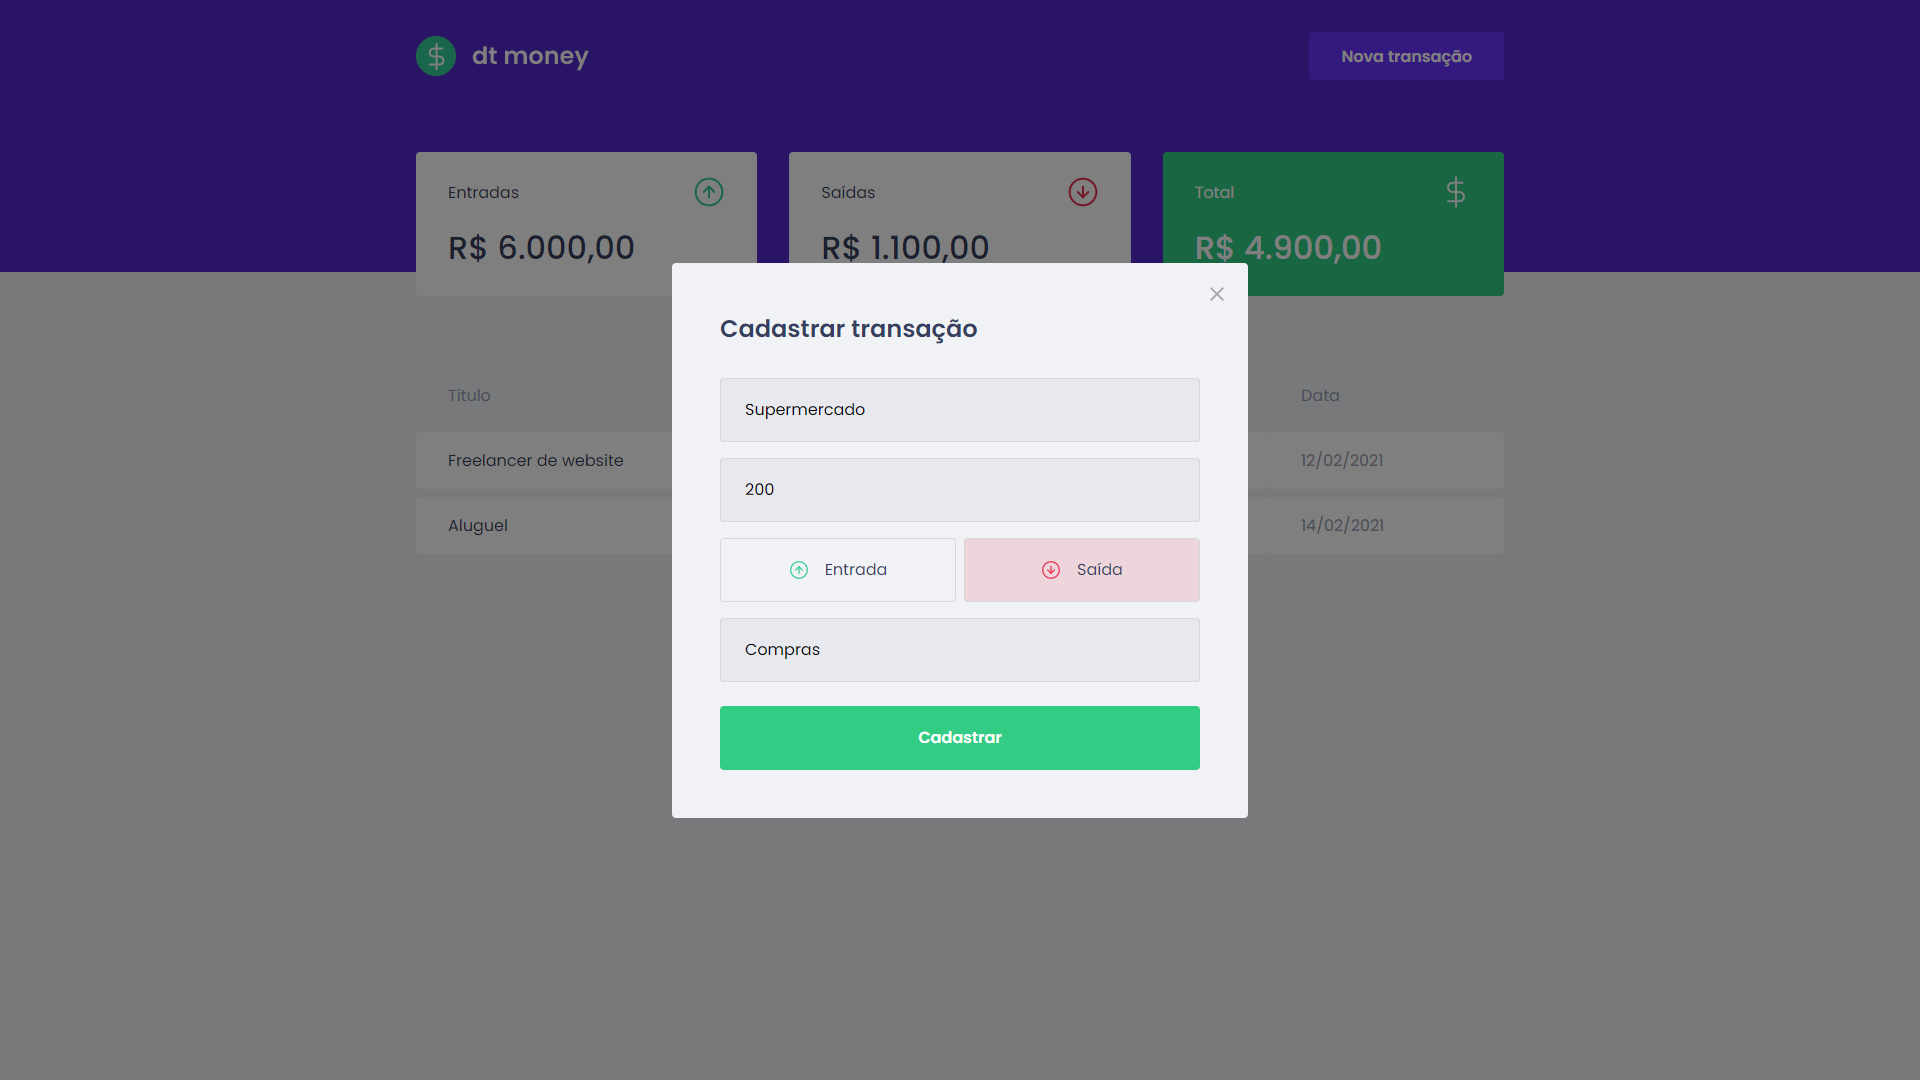 dt money
Nova transação
Entradas
Saídas
Total
R$ 6.000,00
R$ 1.100,00
R$ 4.900,00
Cadastrar transação
Título
Data
Supermercado
Freelancer de website
12/02/2021
200
Aluguel
14/02/2021
Entrada
Saída
Compras
Cadastrar